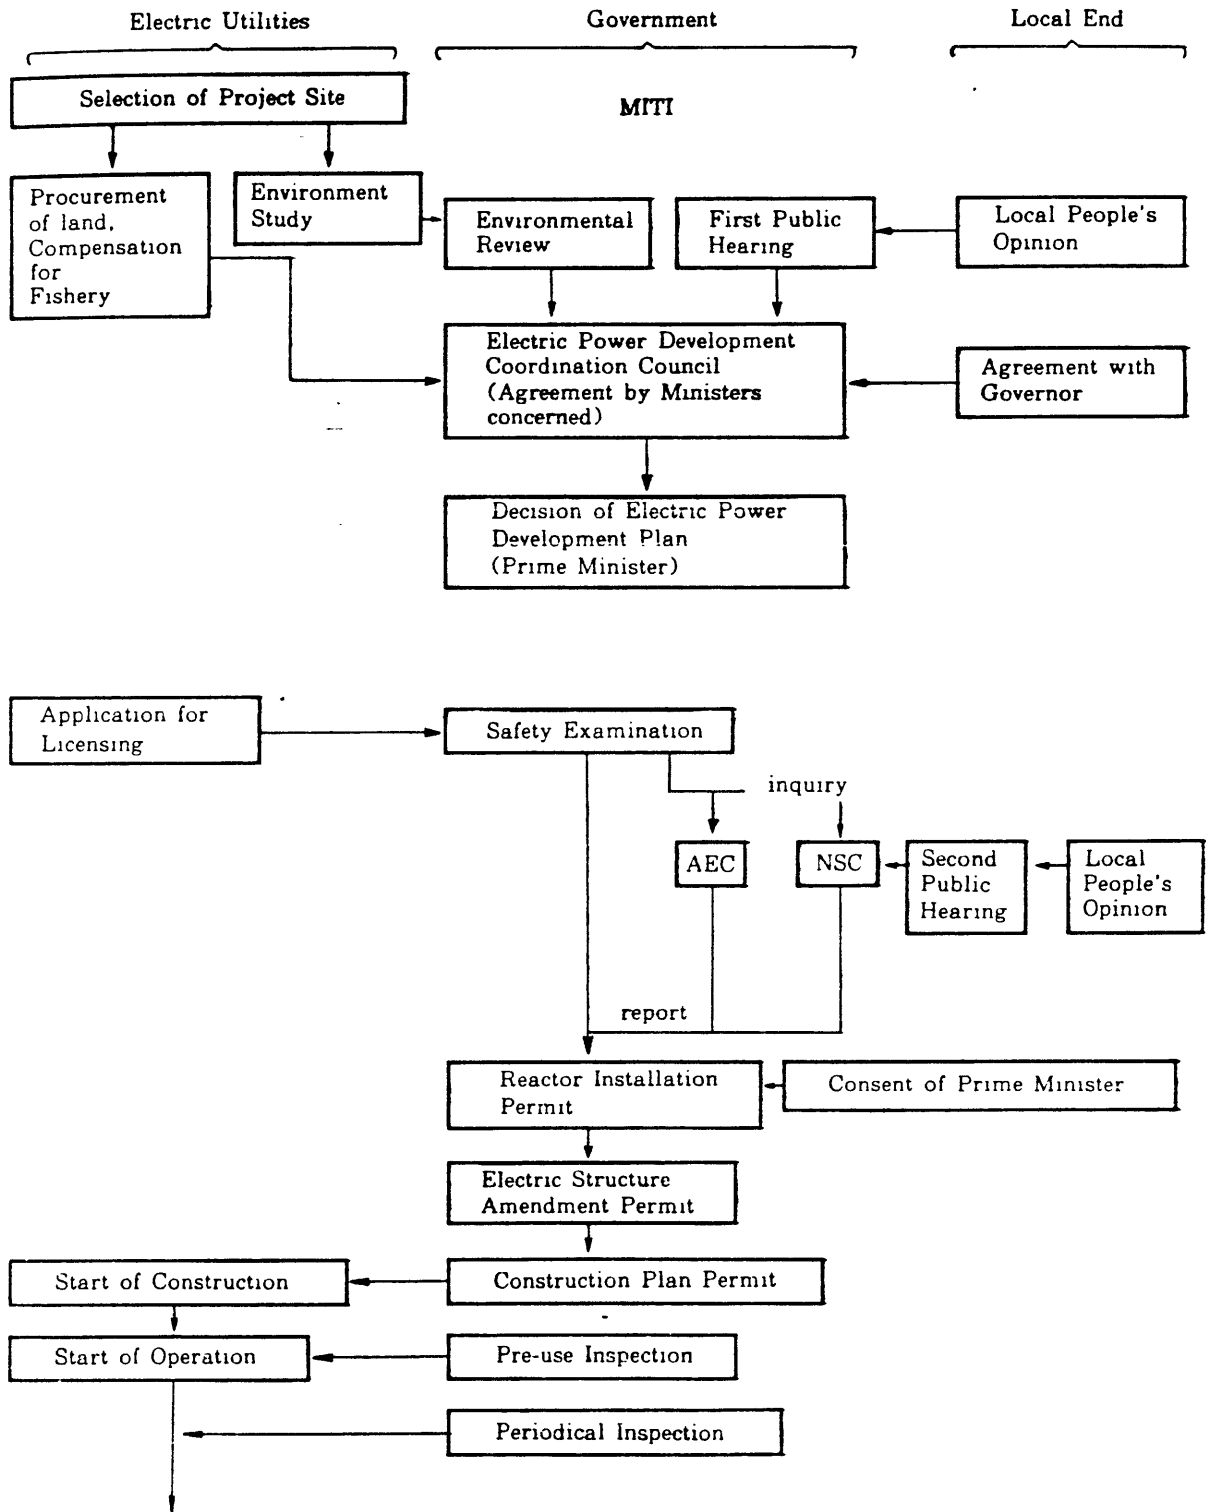 Electric Utilities
Government
Local End
Selection of Project Site
MITI
Procurement
of land,
Compensation
for
Fishery
Environment
Study
Environmental
Review
First Public
Hearing
Local People's
Opinion
Electric Power Development
Coordination Council
(Agreement by Ministers
concerned)
Agreement with
Governor
Decision of Electric Power
Development Plan
(Prime Minister)
Application for
Licensing
Safety Examination
inquiry
AEC
NSC
Second
Public
Hearing
Local
People's
Opinion
report
Reactor Installation
Permit
Consent of Prime Minister
Electric Structure
Amendment Permit
Start of Construction
Construction Plan Permit
Start of Operation
Pre-use Inspection
Periodical Inspection